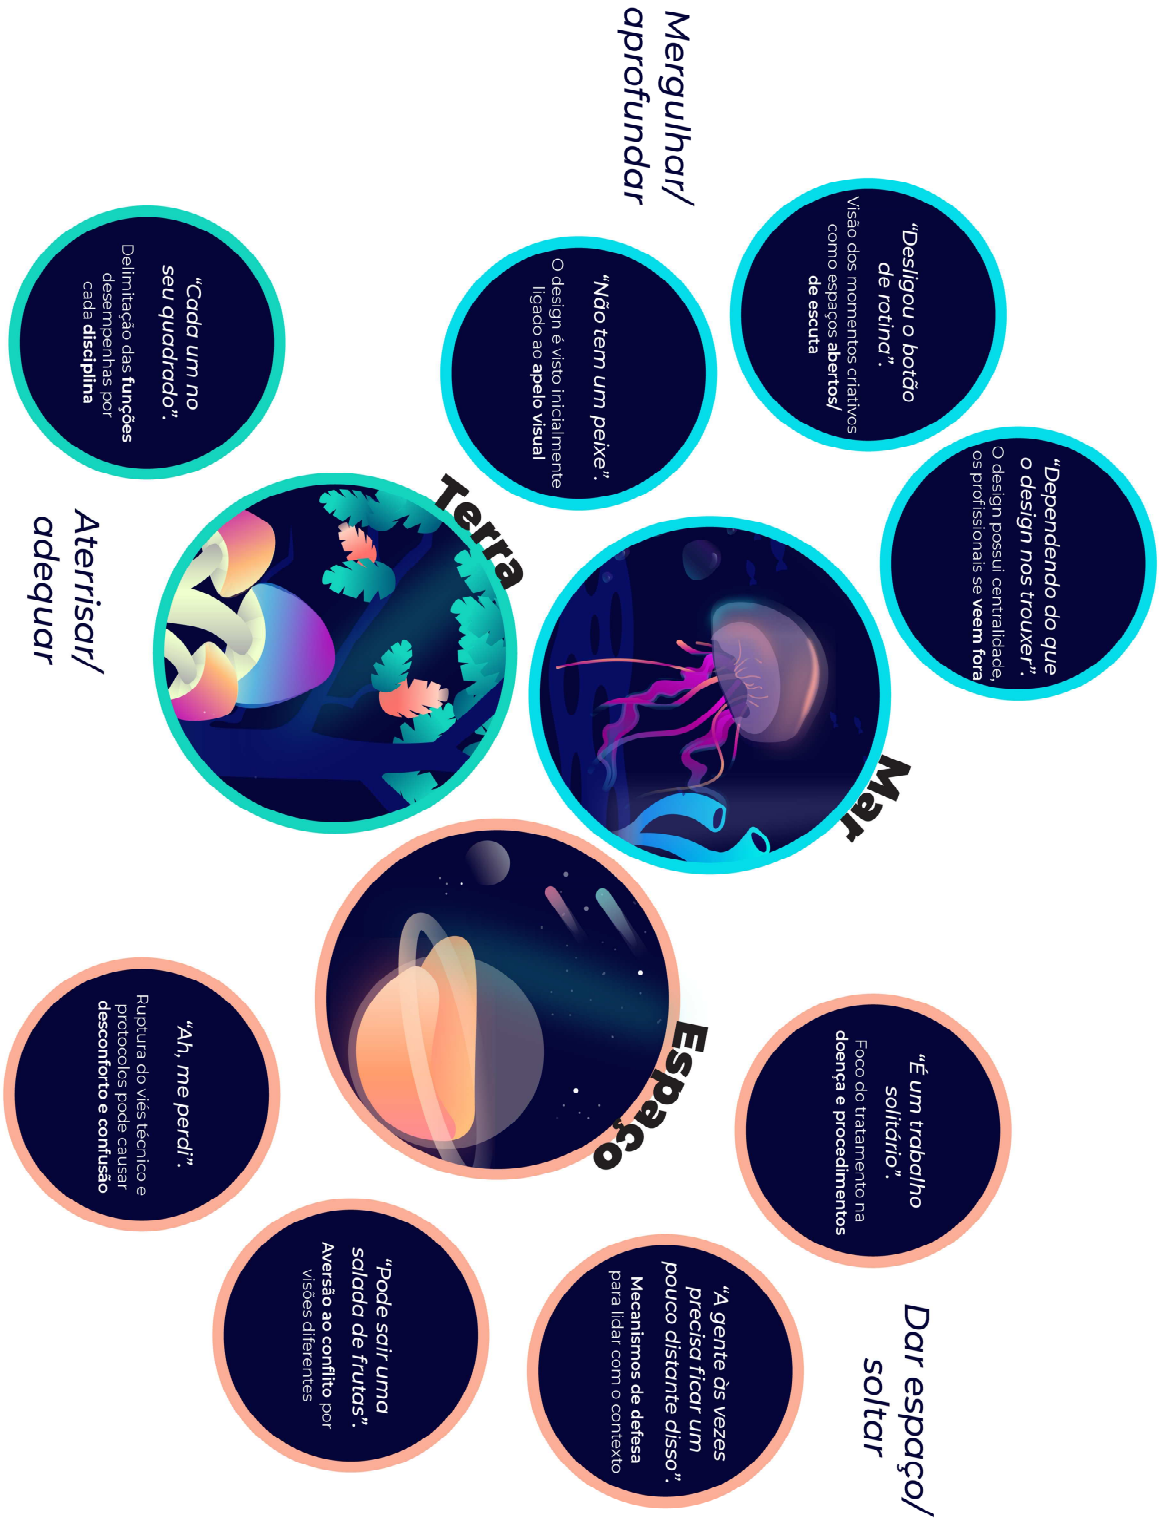 Mergulhar/
aprofundar
“Desligou o botão
de rotina”.
Visão dos momentos criativos
como espaços abertos/
de escuta
“Dependendo do que
o design nos trouxer”.
O design possui centralidade,
os profissionais se veem fora
“Não tem um peixe”.
O design é visto inicialmente
ligado ao apelo visual
Mar
Terra
“Cada um no
seu quadrado”.
Delimitação das funções
desempenhas por
cada disciplina
Aterrisar/
adequar
Espaço
“É um trabalho
solitário”.
Foco do tratamento na
doença e procedimentos
Dar espaço/
soltar
“A gente às vezes
precisa ficar um
pouco distante disso”.
Mecanismos de defesa
para lidar com o contexto
“Pode sair uma
salada de frutas”.
Aversão ao conflito por
visões diferentes
“Ah, me perdi”.
Ruptura do viés técnico e
protocolos pode causar
desconforto e confusão